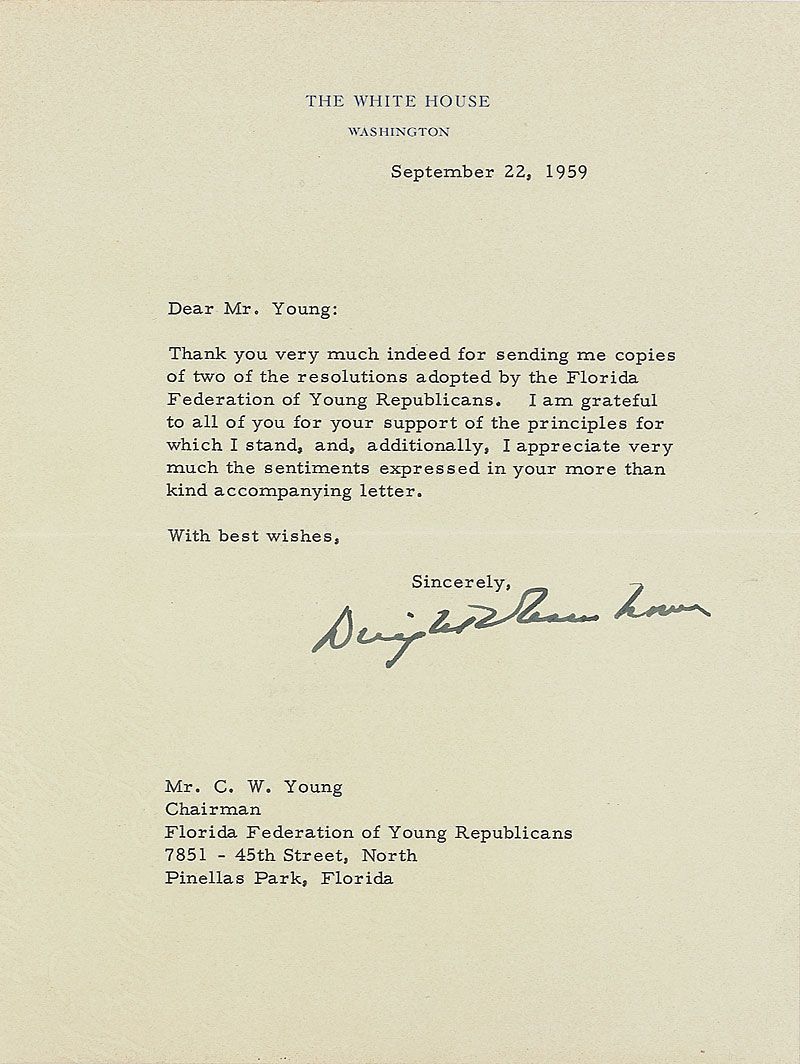 THE WHITE HOUSE
WASHINGTON
September 22, 1959
Dear Mr. Young:
Thank you very much indeed for sending me copies
of two of the resolutions adopted by the Florida
Federation of Young Republicans. I am grateful
to all of you for your support of the principles for
which I stand, and, additionally, I appreciate very
much the sentiments expressed in your more than
kind accompanying letter.
With best wishes,
Sincerely,
Dwight D Eisenhower
Mr. C. W. Young
Chairman
Florida Federation of Young Republicans
7851 - 45th Street, North
Pinellas Park, Florida